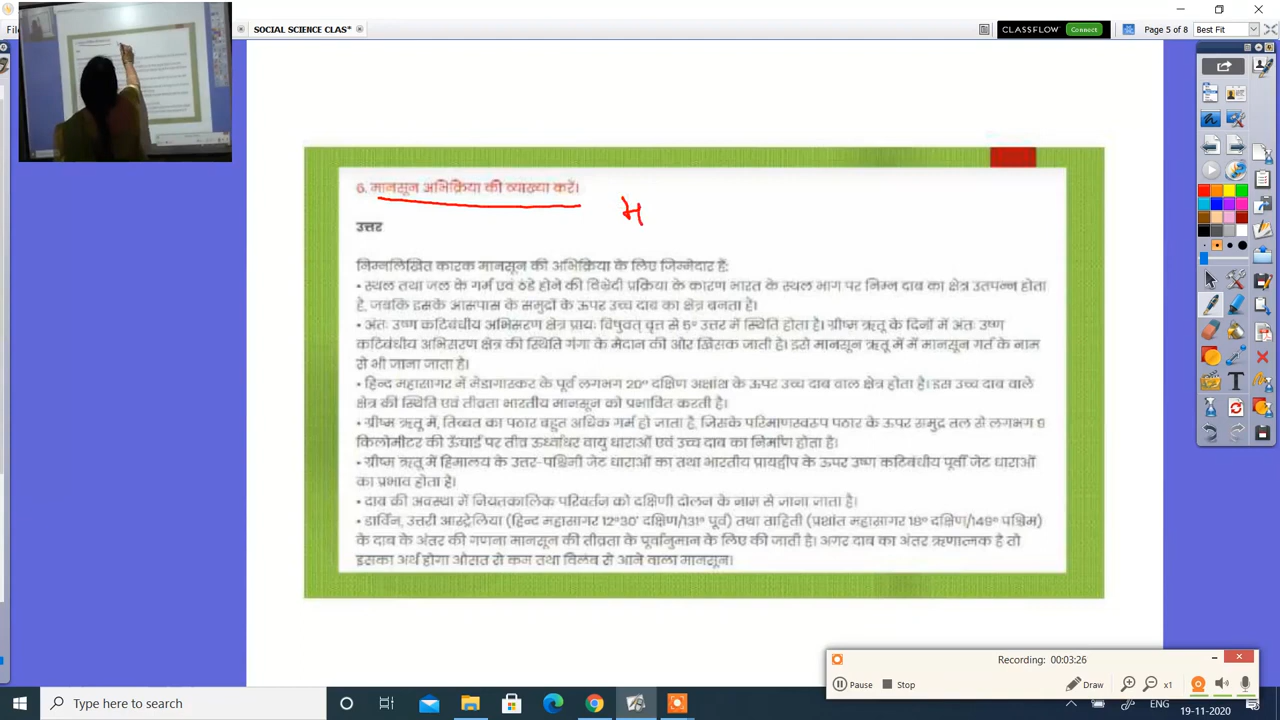 File
SOCIAL SCIENCE CLAS*
CLASSFLOW Connect
Page 5 of 8
Best Fit
6. मानसून अभिक्रिया की व्याख्या करें।
म
उत्तर
निम्नलिखित कारक मानसून की अभिक्रिया के लिए जिम्मेदार हैं:
• स्थल तथा जल के गर्म एवं ठंडे होने की विभ्रेदी प्रक्रिया के कारण भारत के स्थल भाग पर निम्न दाब का क्षेत्र उतपन्न होता
है, जबकि इसके आसपास के समुद्रों के ऊपर उच्च दाब का क्षेत्र बनता है।
• अंतः उष्ण कटिबंधीय अभिसरण क्षेत्र प्रायः विषुवत् वृत से 5° उत्तर में स्थिति होता है। ग्रीष्म ऋतू के दिनों में अंतः उष्ण
कटिबंधीय अभिसरण क्षेत्र की स्थिति गंगा के मैदान की ओर खिसक जाती है। इसे मानसून ऋतू में में मानसून गर्त के नाम
से भी जाना जाता है।
• हिन्द महासागर में मेडागास्कर के पूर्व लगभग 20° दक्षिण अक्षांश के ऊपर उच्च दाब वाल क्षेत्र होता है। इस उच्च दाब वाले
क्षेत्र की स्थिति एवं तीव्रता भारतीय मानसून को प्रभावित करती है।
• ग्रीष्म ऋतू में, तिब्बत का पठार बहुत अधिक गर्म हो जाता है, जिसके परिमाणस्वरुप पठार के ऊपर समुद्र तल से लगभग 9
किलोमीटर की ऊँचाई पर तीव्र ऊर्ध्वाधर वायु धाराओं एवं उच्च दाब का निर्माण होता है।
• ग्रीष्म ऋतू में हिमालय के उत्तर-पश्चिमी जेट धाराओं का तथा भारतीय प्रायद्वीप के ऊपर उष्ण कटिबंधीय पूर्वी जेट धाराओं
का प्रभाव होता है।
• दाब की अवस्था में नियतकालिक परिवर्तन को दक्षिणी दोलन के नाम से जाना जाता है।
• डार्विन, उत्तरी आस्ट्रेलिया (हिन्द महासागर 12°30' दक्षिण/131° पूर्व) तथा ताहिती (प्रशांत महासागर 18° दक्षिण/149° पश्चिम)
के दाब के अंतर की गणना मानसून की तीव्रता के पूर्वानुमान के लिए की जाती है। अगर दाब का अंतर ऋणात्मक है तो
इसका अर्थ होगा औसत से कम तथा विलंब से आने वाला मानसून।
Recording: 00:03:26
Pause Stop Draw x1
Type here to search
ENG
19-11-2020